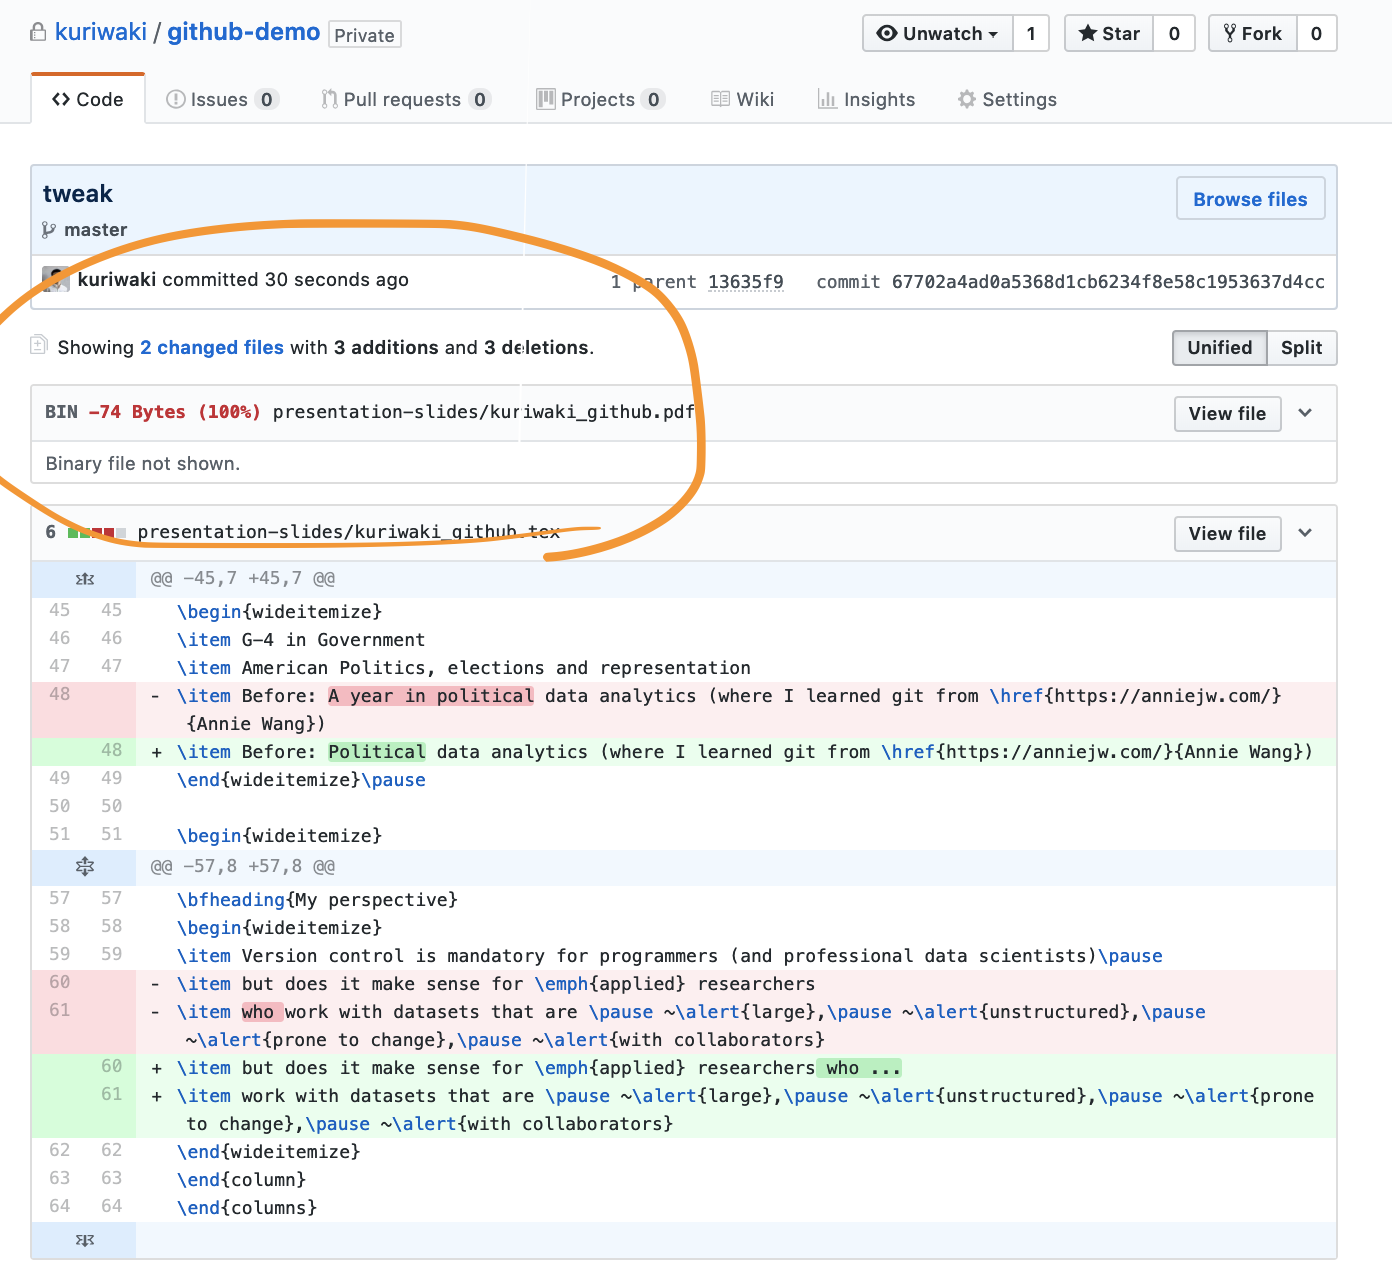 kuriwaki / github-demo Private
Unwatch 1 Star 0 Fork 0
Code Issues 0 Pull requests 0 Projects 0 Wiki Insights Settings
tweak
Browse files
master
kuriwaki committed 30 seconds ago 1 parent 13635f9 commit 67702a4ad0a5368d1cb6234f8e58c1953637d4cc
Showing 2 changed files with 3 additions and 3 deletions. Unified Split
BIN -74 Bytes (100%) presentation-slides/kuriwaki_github.pdf View file
Binary file not shown.
6 presentation-slides/kuriwaki_github.tex View file
@@ -45,7 +45,7 @@
45 45 \begin{wideitemize}
46 46 \item G-4 in Government
47 47 \item American Politics, elections and representation
48 - \item Before: A year in political data analytics (where I learned git from \href{https://anniejw.com/}
{Annie Wang})
48 + \item Before: Political data analytics (where I learned git from \href{https://anniejw.com/}{Annie Wang})
49 49 \end{wideitemize}\pause
50 50
51 51 \begin{wideitemize}
@@ -57,8 +57,8 @@
57 57 \bfheading{My perspective}
58 58 \begin{wideitemize}
59 59 \item Version control is mandatory for programmers (and professional data scientists)\pause
60 - \item but does it make sense for \emph{applied} researchers
61 - \item who work with datasets that are \pause ~\alert{large},\pause ~\alert{unstructured},\pause
~\alert{prone to change},\pause ~\alert{with collaborators}
60 + \item but does it make sense for \emph{applied} researchers who ...
61 + \item work with datasets that are \pause ~\alert{large},\pause ~\alert{unstructured},\pause ~\alert{prone
to change},\pause ~\alert{with collaborators}
62 62 \end{wideitemize}
63 63 \end{column}
64 64 \end{columns}